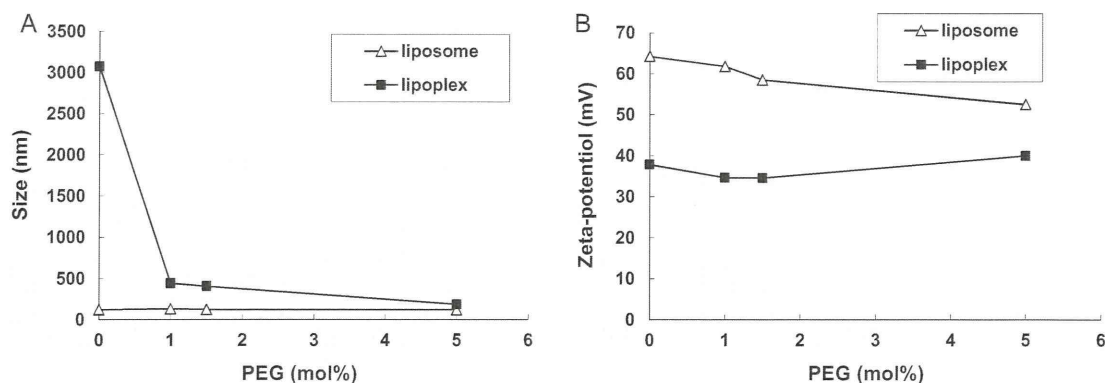 A
3500
3000
2500
2000
1500
1000
500
0
Size (nm)
0 1 2 3 4 5 6
PEG (mol%)
liposome
lipoplex
B
70
60
50
40
30
20
10
0
Zeta-potentiol (mV)
0 1 2 3 4 5 6
PEG (mol%)
liposome
lipoplex